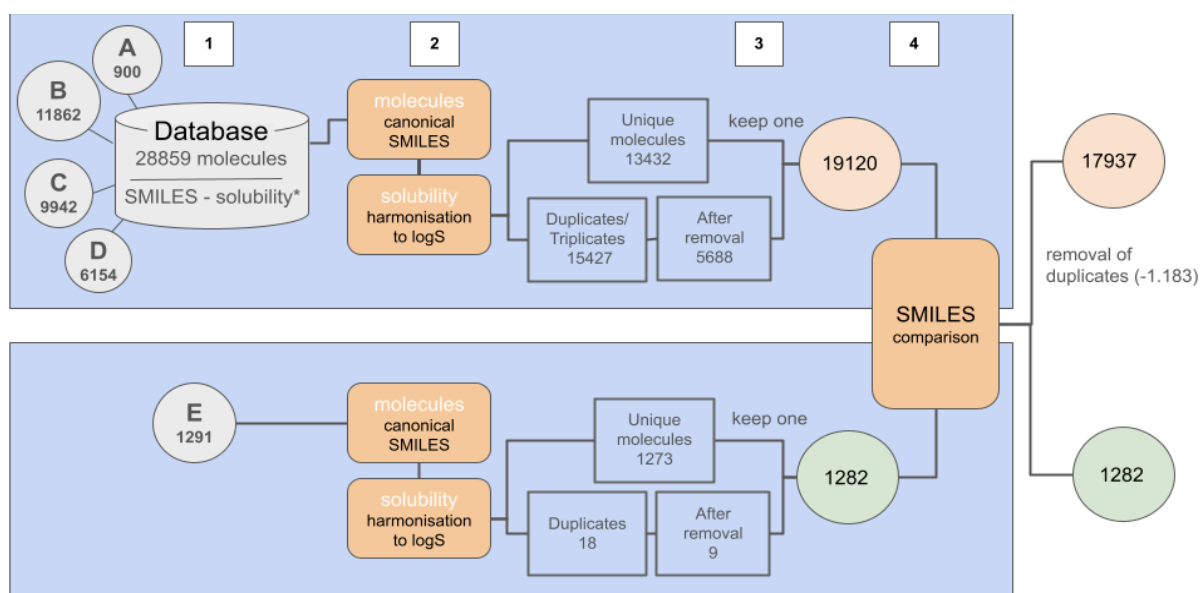 1
2
3
4
A
900
B
11862
C
9942
D
6154
Database
28859 molecules
SMILES - solubility*
molecules
canonical
SMILES
solubility
harmonisation
to logS
Unique
molecules
13432
keep one
Duplicates/
Triplicates
15427
After
removal
5688
19120
17937
removal of
duplicates (-1.183)
SMILES
comparison
E
1291
molecules
canonical
SMILES
solubility
harmonisation
to logS
Unique
molecules
1273
keep one
Duplicates
18
After
removal
9
1282
1282